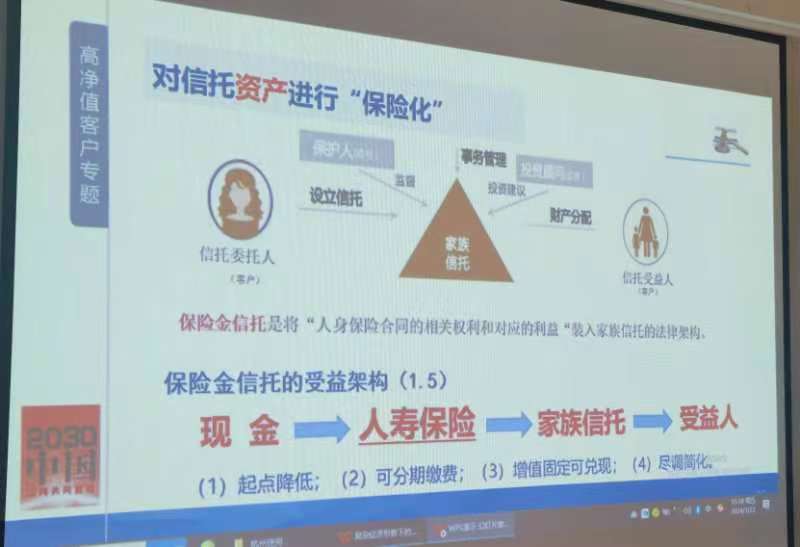 高净值客户专题
对信托资产进行“保险化”
保护人
事务管理
投资顾问
监督
投资建议
设立信托
财产分配
家族
信托
信托委托人
（客户）
信托受益人
（客户）
保险金信托是将“人身保险合同的相关权利和对应的利益“装入家族信托的法律架构。
保险金信托的受益架构（1.5）
现 金
人寿保险
家族信托
受益人
（1）起点降低；（2）可分期缴费；（3）增值固定可兑现；（4）尽调简化。
2030
中国